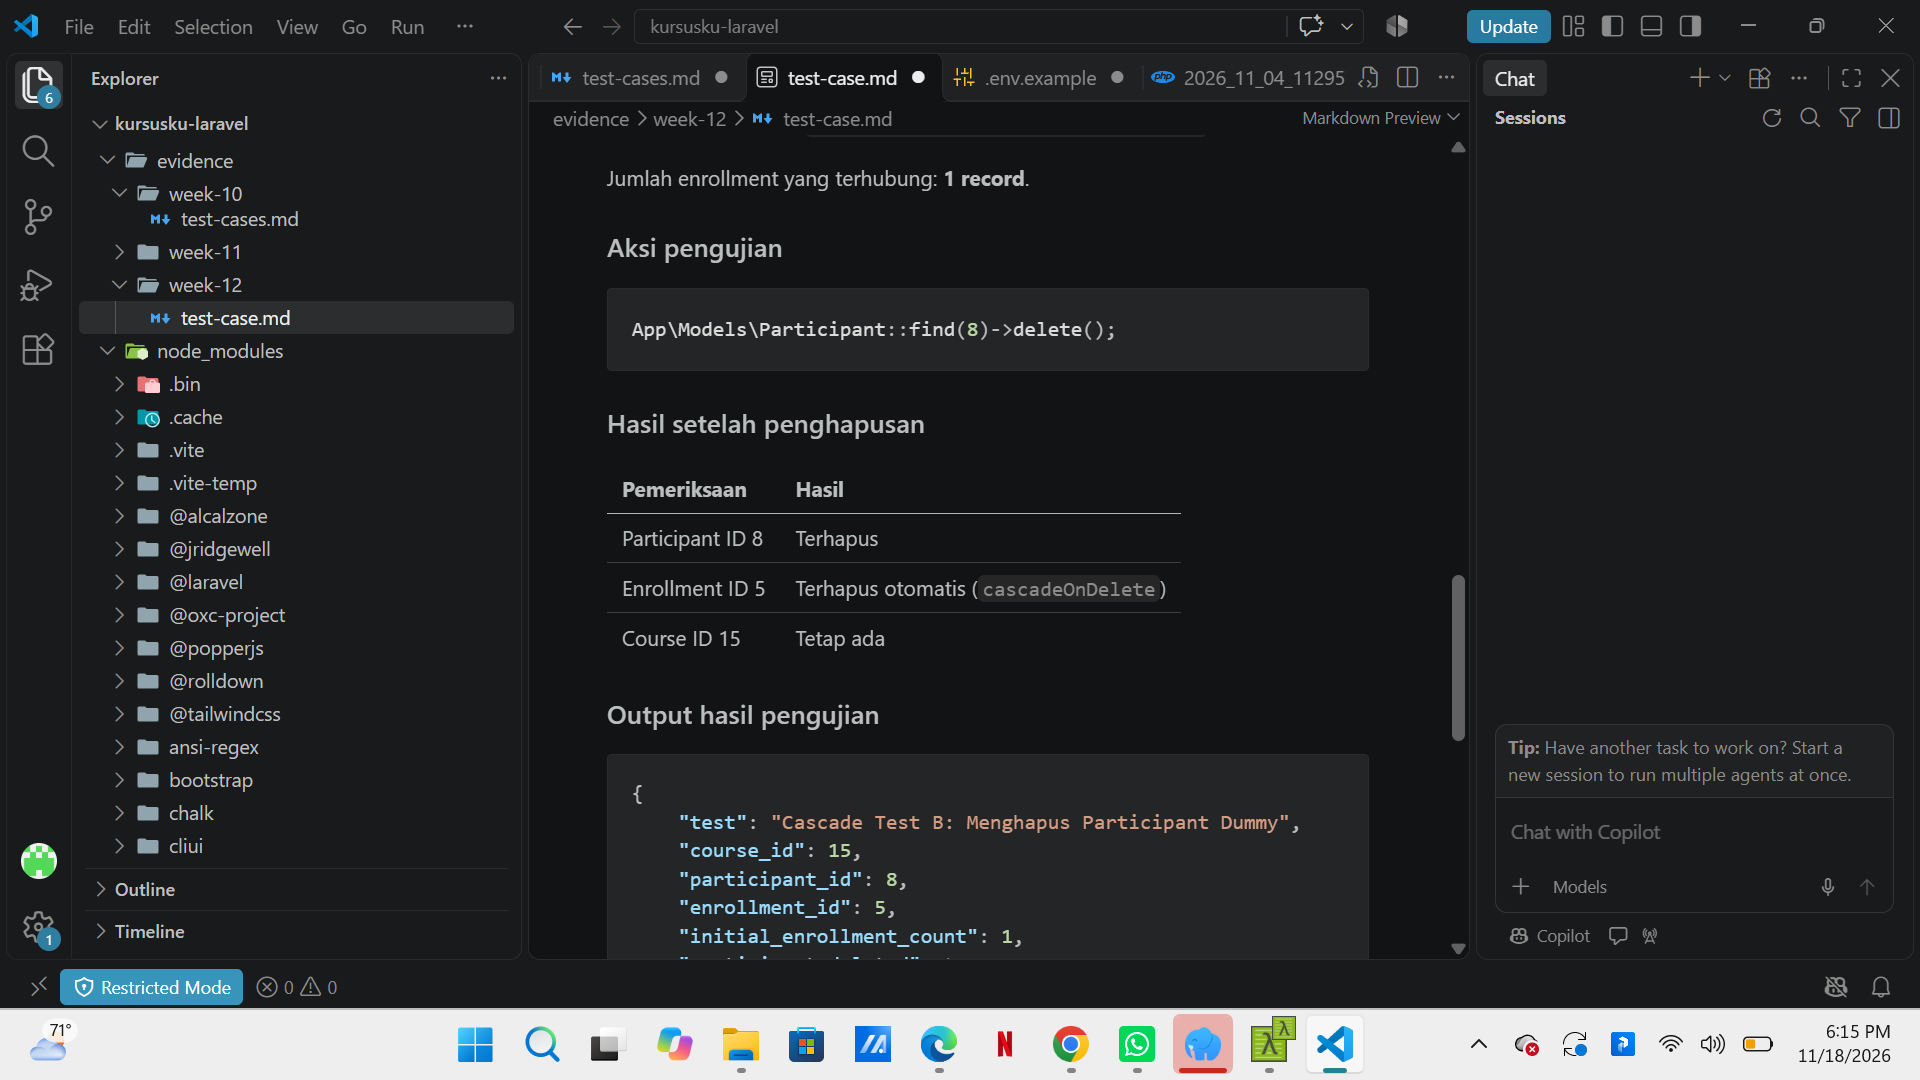 File Edit Selection View Go Run ···
kursusku-laravel
Update
Explorer
6
kursusku-laravel
evidence
week-10
test-cases.md
week-11
week-12
test-case.md
node_modules
.bin
.cache
.vite
.vite-temp
@alcalzone
@jridgewell
@laravel
@oxc-project
@popperjs
@rolldown
@tailwindcss
ansi-regex
bootstrap
chalk
cliui
Outline
Timeline
1
test-cases.md
test-case.md
.env.example
2026_11_04_11295
evidence > week-12 > test-case.md
Markdown Preview
Jumlah enrollment yang terhubung: 1 record.
Aksi pengujian
App\Models\Participant::find(8)->delete();
Hasil setelah penghapusan
Pemeriksaan Hasil
Participant ID 8 Terhapus
Enrollment ID 5 Terhapus otomatis (cascadeOnDelete)
Course ID 15 Tetap ada
Output hasil pengujian
{
"test": "Cascade Test B: Menghapus Participant Dummy",
"course_id": 15,
"participant_id": 8,
"enrollment_id": 5,
"initial_enrollment_count": 1,
Chat
Sessions
Tip: Have another task to work on? Start a
new session to run multiple agents at once.
Chat with Copilot
Models
Copilot
Restricted Mode
0 0
71°
6:15 PM
11/18/2026